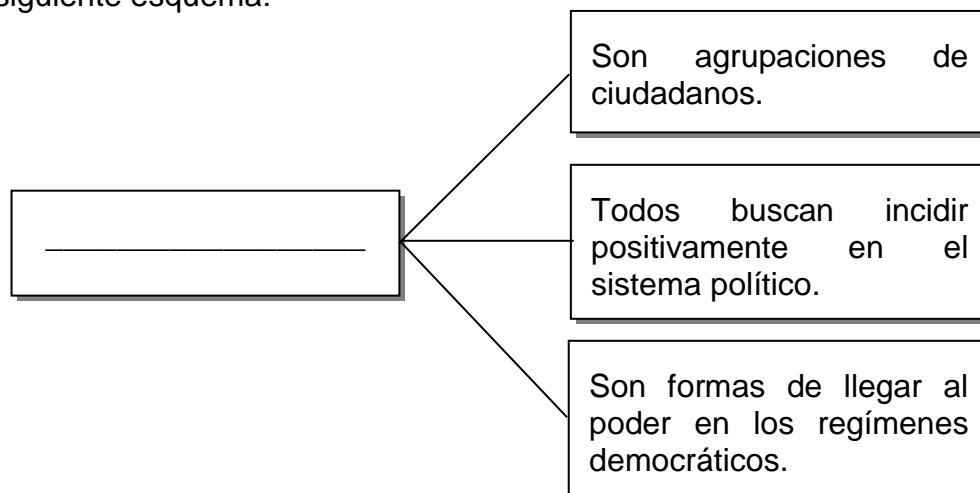 siguiente esquema:
Son agrupaciones de
ciudadanos.
____________________
Todos buscan incidir
positivamente en el
sistema político.
Son formas de llegar al
poder en los regímenes
democráticos.